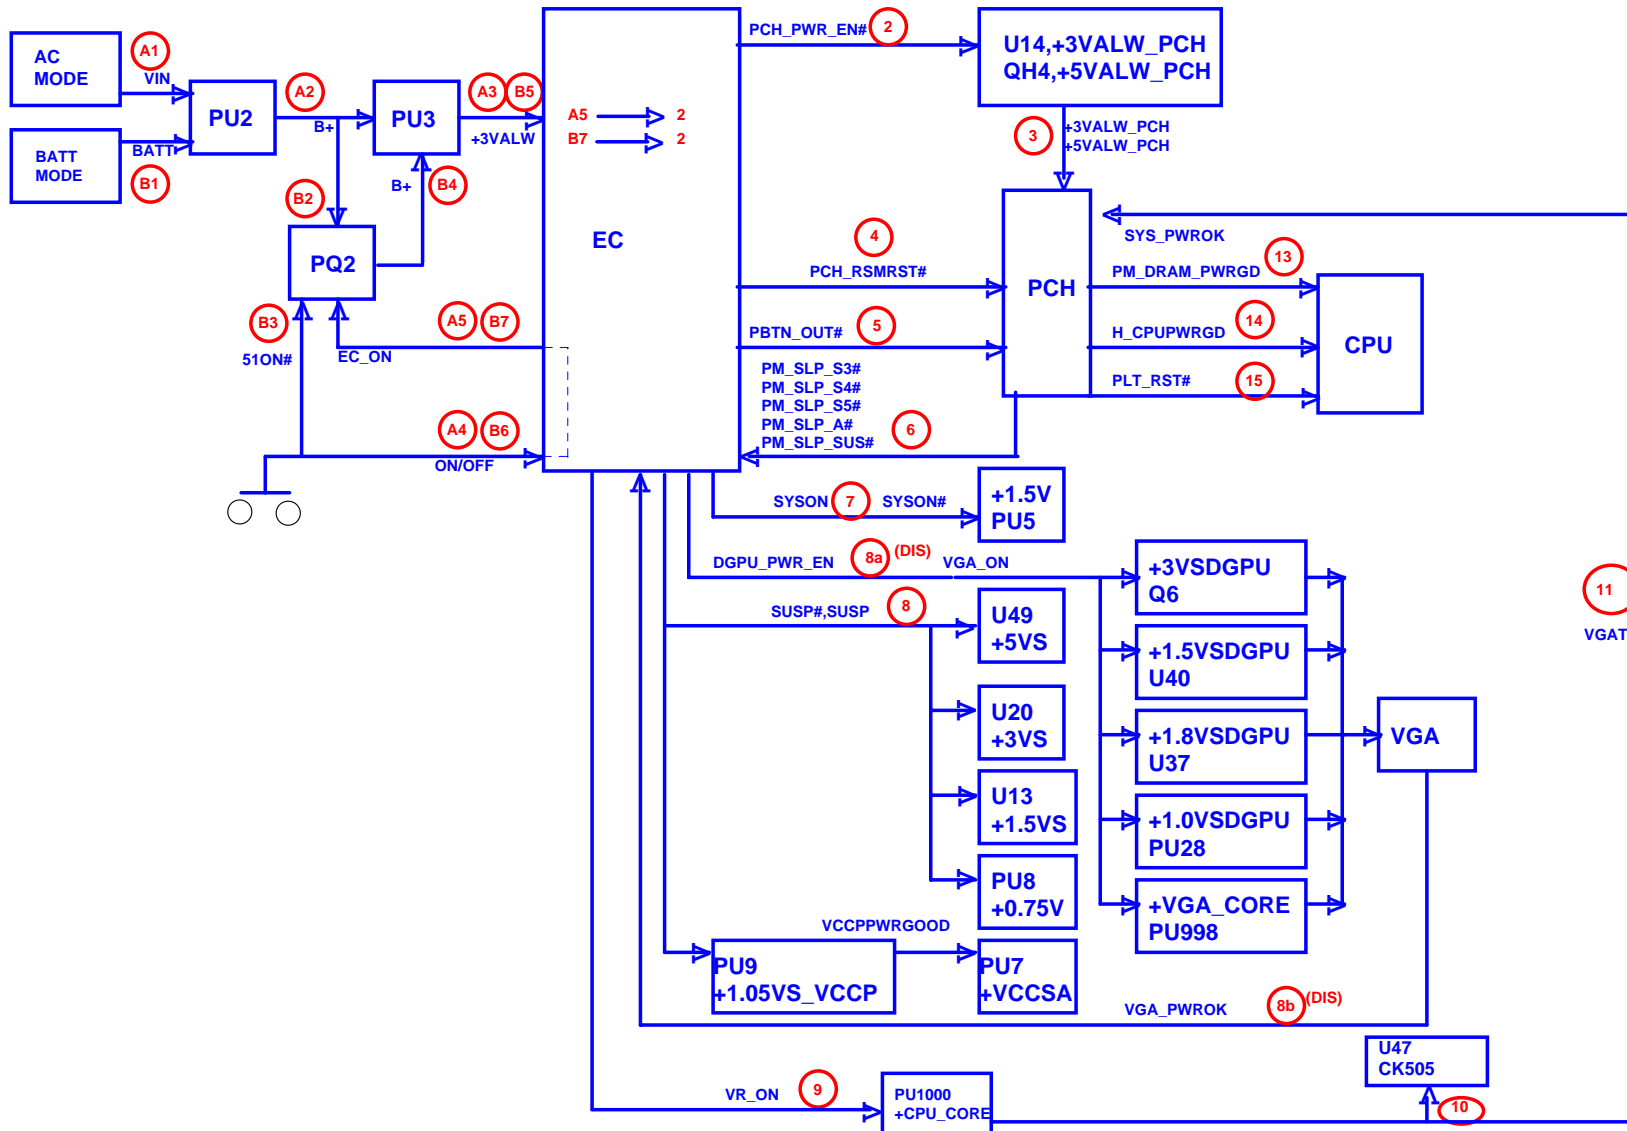 AC
MODE
A1
VIN
BATT
MODE
BATT
B1
PU2
A2
B+
PU3
A3
B5
+3VALW
B+
B4
B2
PQ2
B3
51ON#
EC_ON
A5
B7
A4
B6
ON/OFF
A5
2
B7
2
EC
PCH_PWR_EN#
2
U14,+3VALW_PCH
QH4,+5VALW_PCH
3
+3VALW_PCH
+5VALW_PCH
4
PCH_RSMRST#
PBTN_OUT#
5
PM_SLP_S3#
PM_SLP_S4#
PM_SLP_S5#
PM_SLP_A#
PM_SLP_SUS#
6
PCH
SYS_PWROK
PM_DRAM_PWRGD
13
H_CPUPWRGD
14
PLT_RST#
15
CPU
SYSON
7
SYSON#
+1.5V
PU5
DGPU_PWR_EN
8a
(DIS)
VGA_ON
SUSP#,SUSP
8
U49
+5VS
U20
+3VS
U13
+1.5VS
PU8
+0.75V
VCCPPWRGOOD
PU9
+1.05VS_VCCP
PU7
+VCCSA
+3VSDGPU
Q6
+1.5VSDGPU
U40
+1.8VSDGPU
U37
+1.0VSDGPU
PU28
+VGA_CORE
PU998
VGA
11
VGAT
VGA_PWROK
8b
(DIS)
U47
CK505
10
VR_ON
9
PU1000
+CPU_CORE